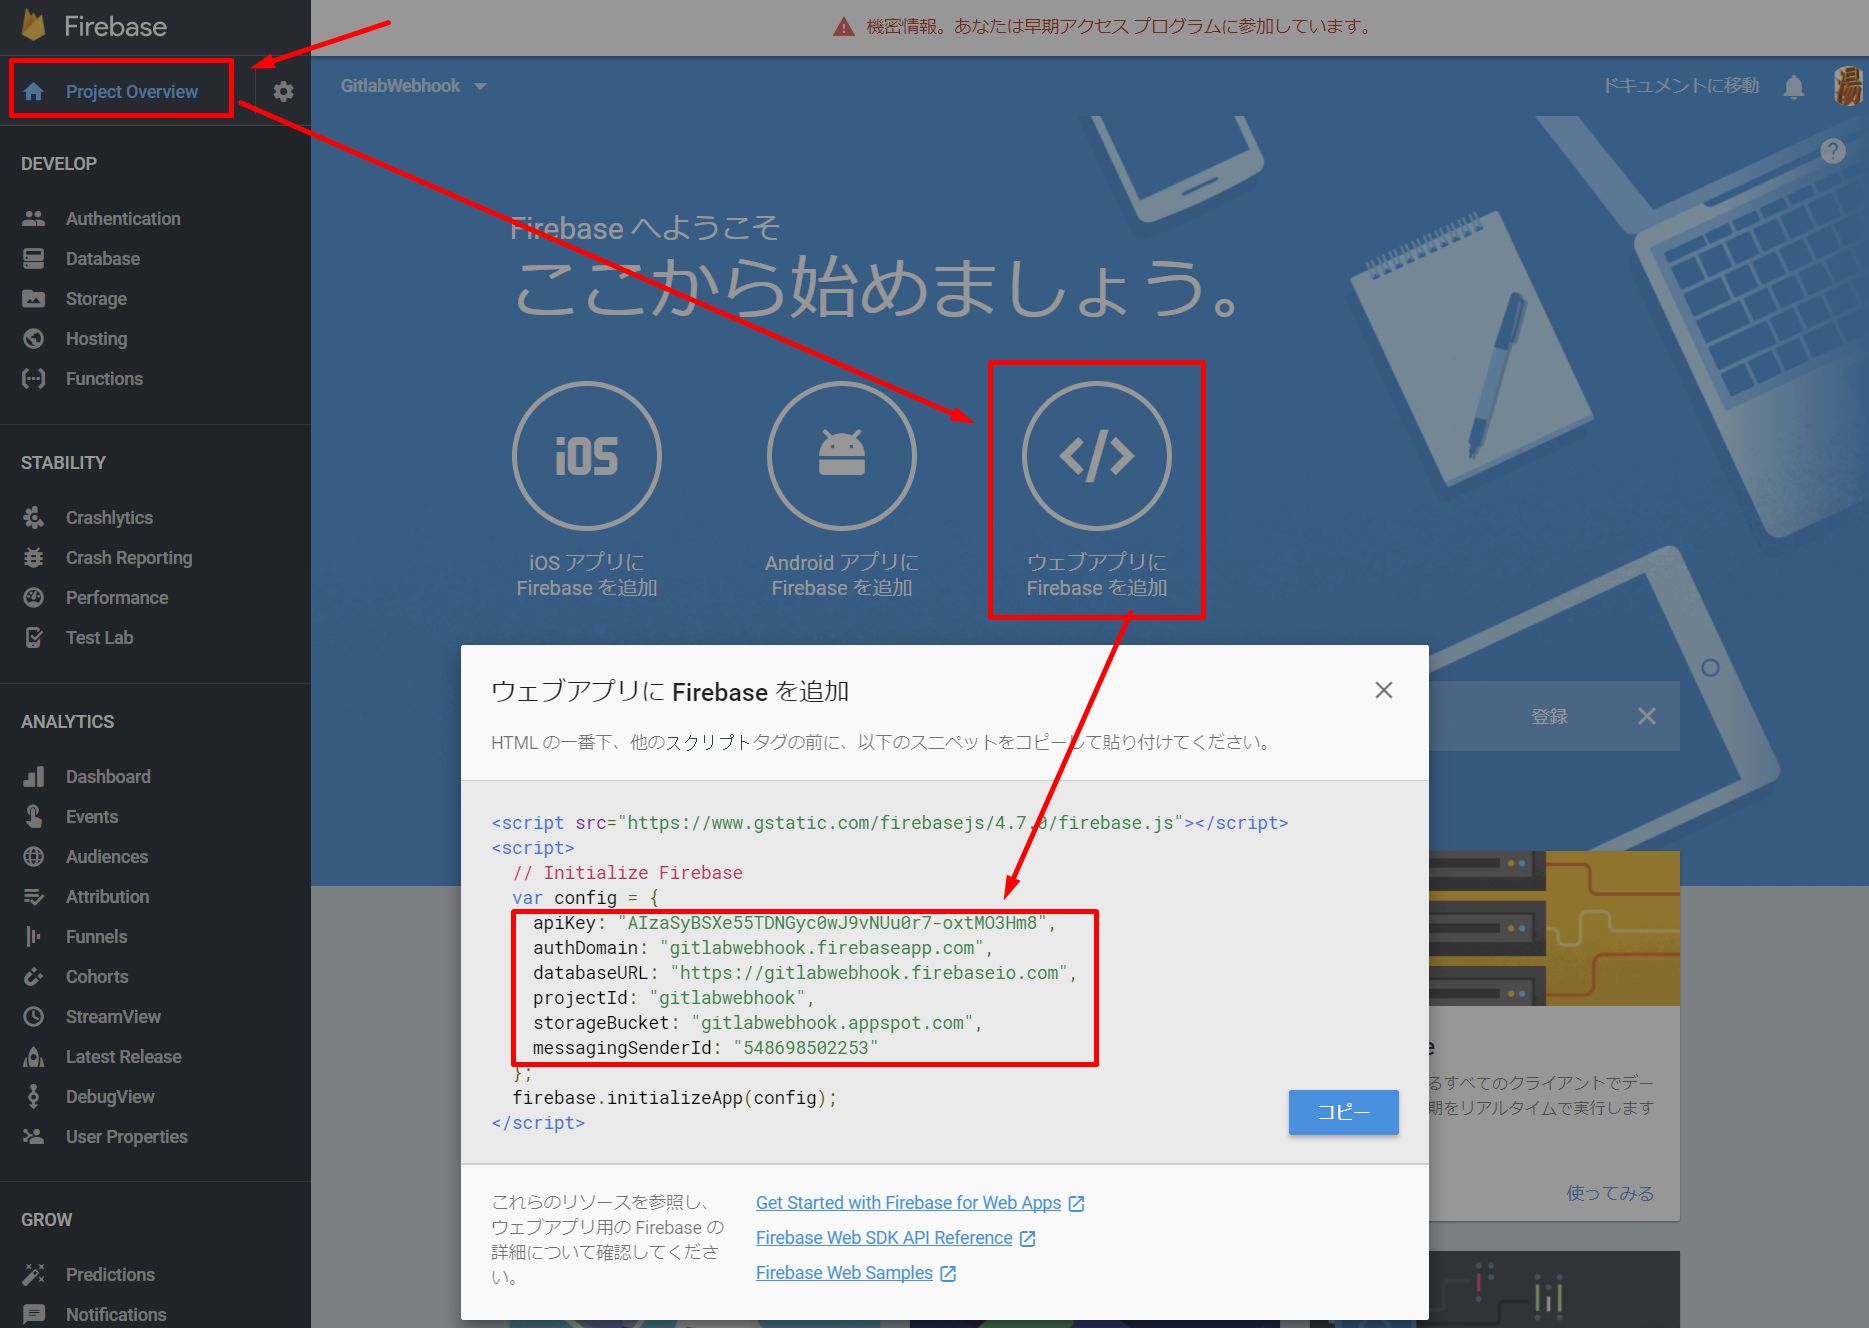 Firebase
機密情報。あなたは早期アクセス プログラムに参加しています。
Project Overview
GitlabWebhook
ドキュメントに移動
湯
?
DEVELOP
Authentication
Database
Storage
Hosting
Functions
STABILITY
Crashlytics
Crash Reporting
Performance
Test Lab
ANALYTICS
Dashboard
Events
Audiences
Attribution
Funnels
Cohorts
StreamView
Latest Release
DebugView
User Properties
GROW
Predictions
Notifications
Firebase へようこそ
ここから始めましょう。
iOS
</>
iOS アプリに
Firebase を追加
Android アプリに
Firebase を追加
ウェブアプリに
Firebase を追加
登録
ウェブアプリに Firebase を追加
HTML の一番下、他のスクリプトタグの前に、以下のスニペットをコピーして貼り付けてください。
<script src="https://www.gstatic.com/firebasejs/4.7.0/firebase.js"></script>
<script>
// Initialize Firebase
var config = {
apiKey: "AIzaSyBSXe55TDNGyc0wJ9vNUu0r7-oxtMO3Hm8",
authDomain: "gitlabwebhook.firebaseapp.com",
databaseURL: "https://gitlabwebhook.firebaseio.com",
projectId: "gitlabwebhook",
storageBucket: "gitlabwebhook.appspot.com",
messagingSenderId: "548698502253"
};
firebase.initializeApp(config);
</script>
コピー
これらのリソースを参照し、
ウェブアプリ用の Firebase の
詳細について確認してくださ
い。
Get Started with Firebase for Web Apps
Firebase Web SDK API Reference
Firebase Web Samples
e
るすべてのクライアントでデー
期をリアルタイムで実行します
使ってみる